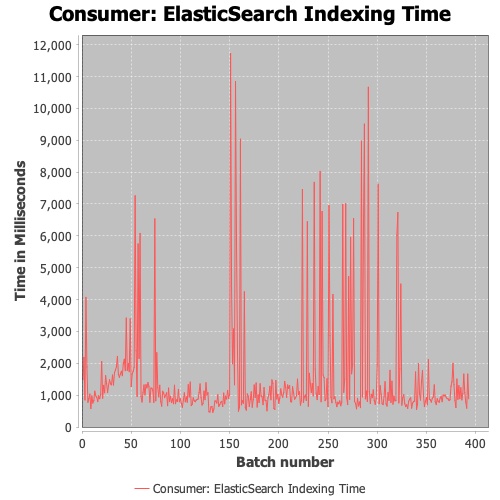 Consumer: ElasticSearch Indexing Time
12,000
11,000
10,000
9,000
8,000
7,000
6,000
5,000
4,000
3,000
2,000
1,000
0
Time in Milliseconds
0 50 100 150 200 250 300 350 400
Batch number
Consumer: ElasticSearch Indexing Time